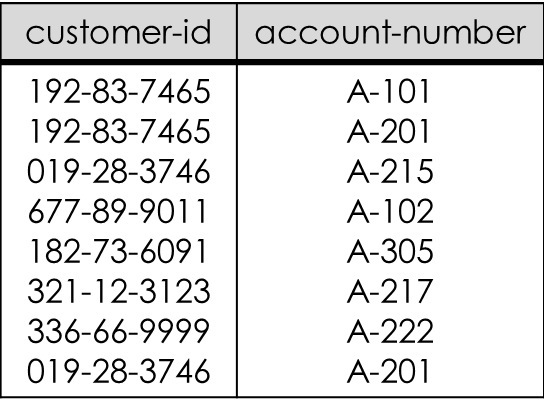 customer-id account-number
192-83-7465 A-101
192-83-7465 A-201
019-28-3746 A-215
677-89-9011 A-102
182-73-6091 A-305
321-12-3123 A-217
336-66-9999 A-222
019-28-3746 A-201